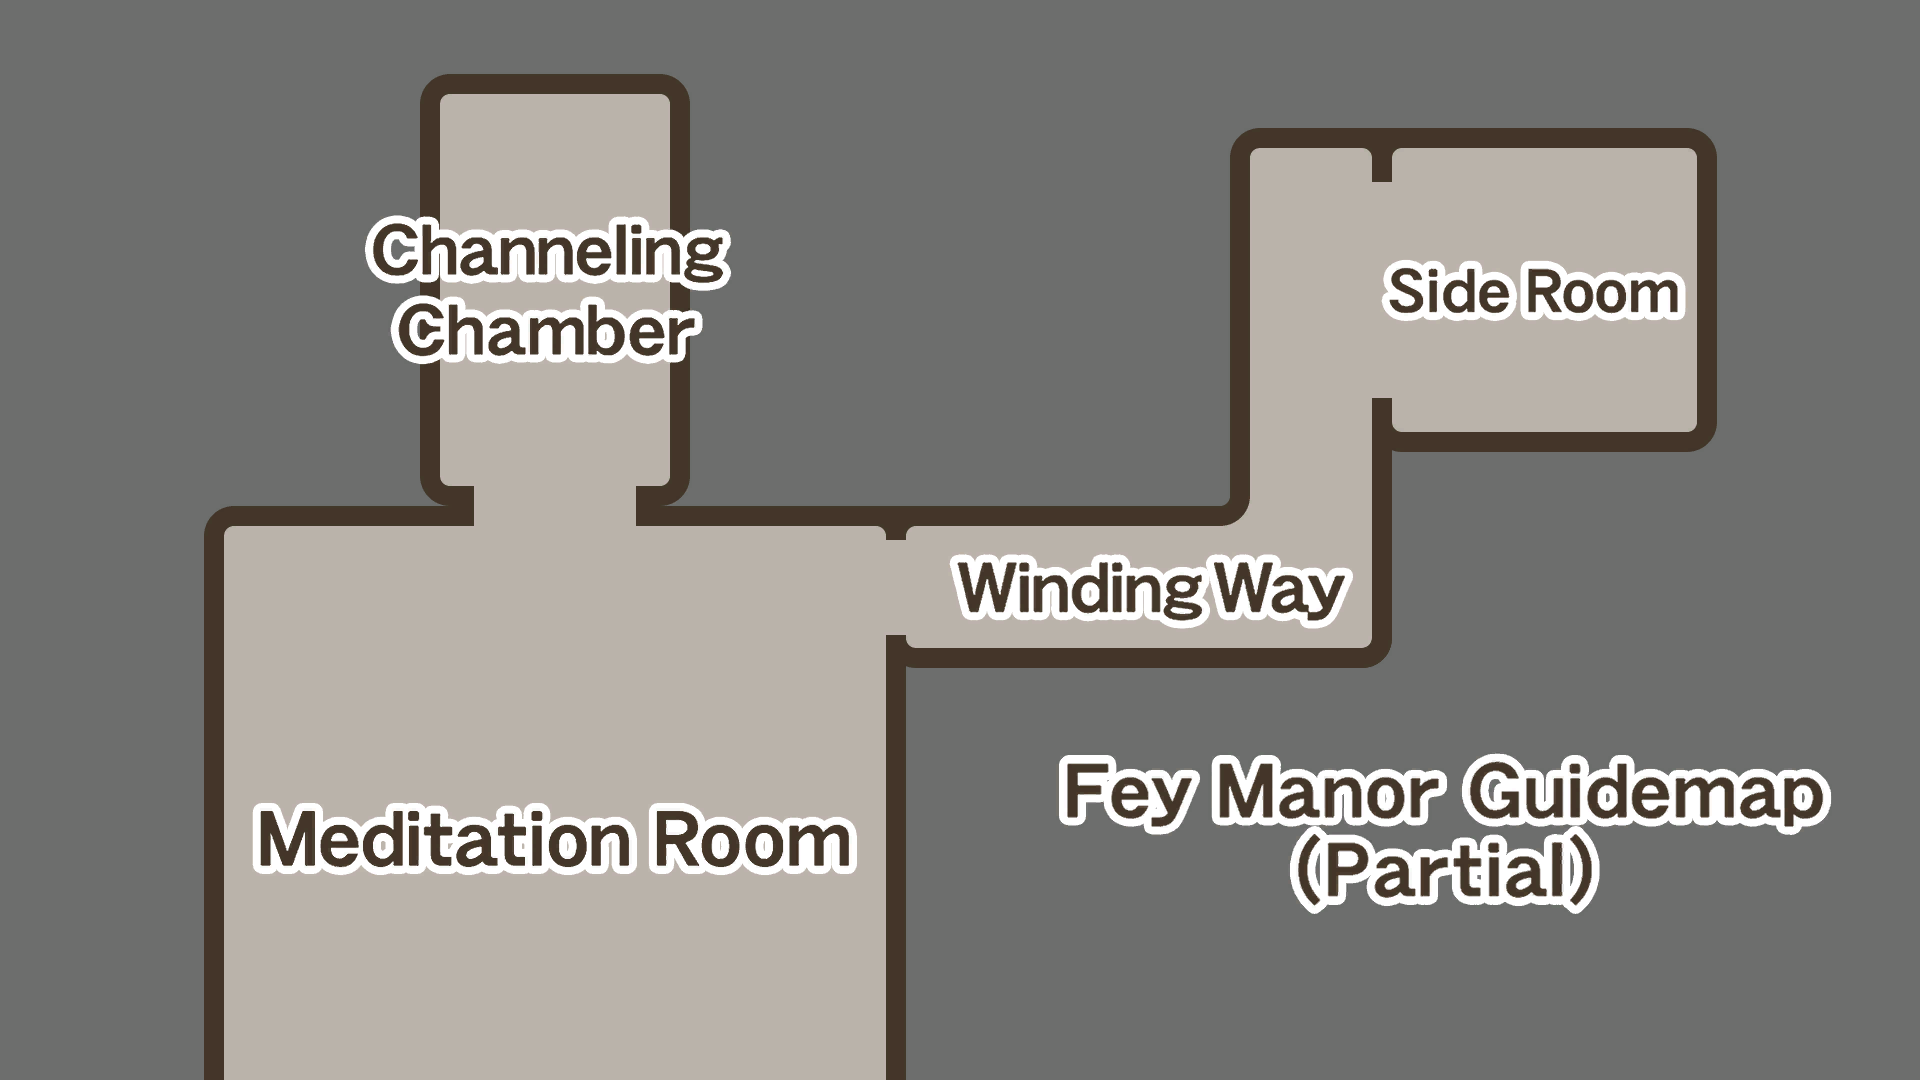 Channeling
Chamber
Side Room
Winding Way
Meditation Room
Fey Manor Guidemap
(Partial)